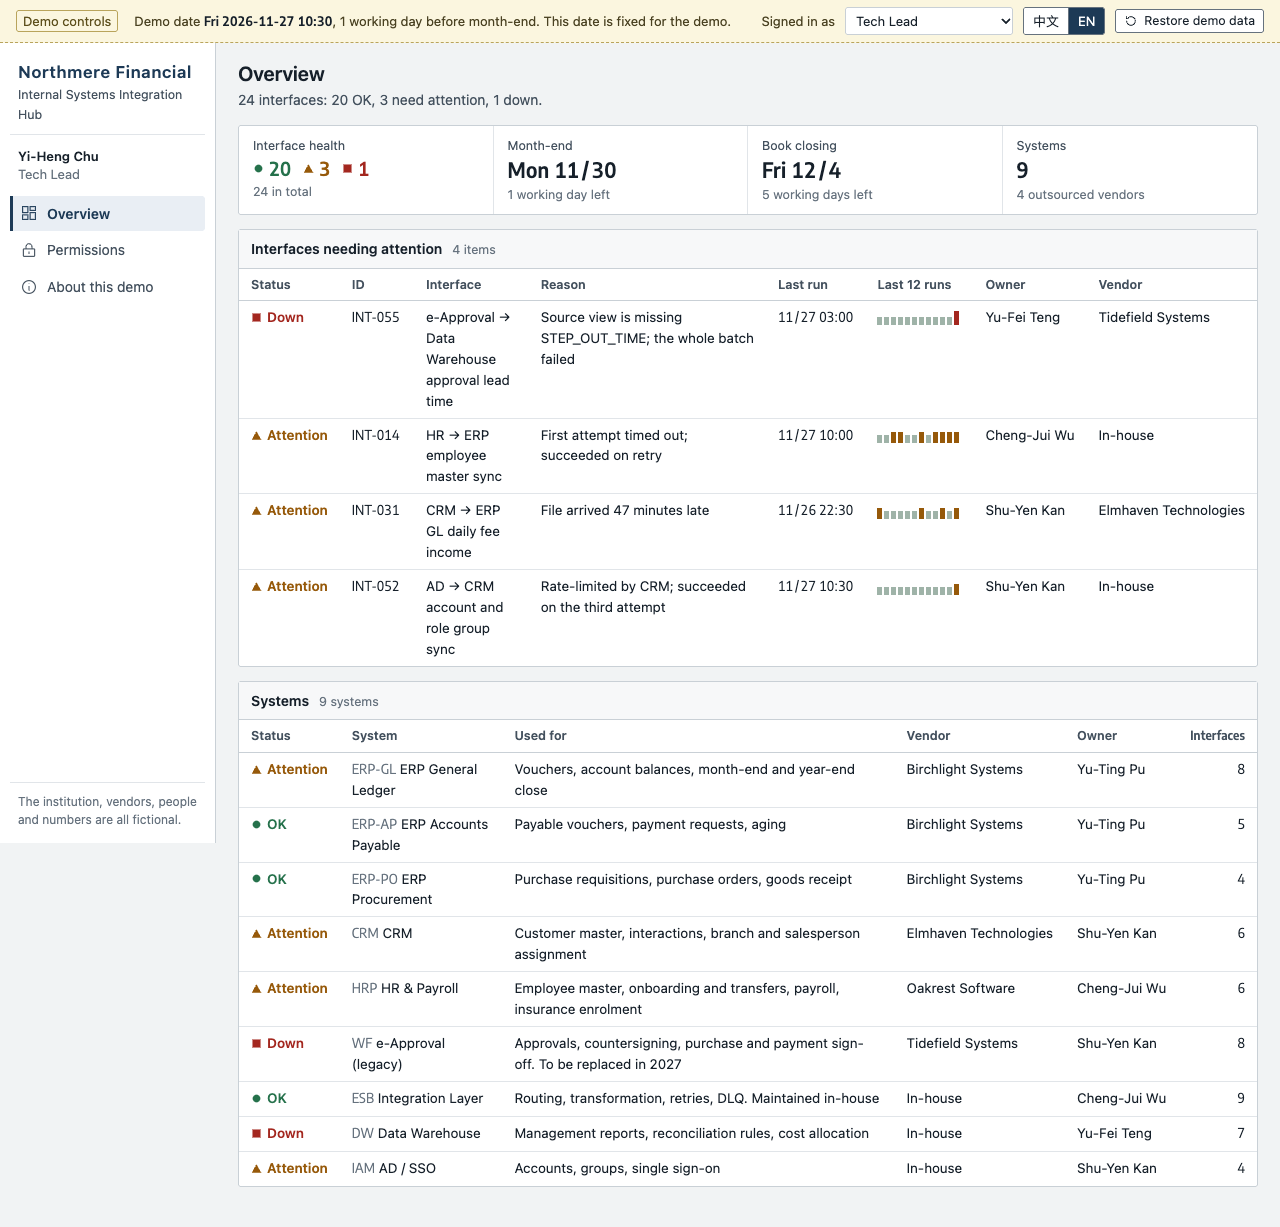 Demo controls
Demo date Fri 2026-11-27 10:30, 1 working day before month-end. This date is fixed for the demo.
Signed in as
Tech Lead
中文
EN
Restore demo data
Northmere Financial
Internal Systems Integration
Hub
Yi-Heng Chu
Tech Lead
Overview
Permissions
About this demo
The institution, vendors, people
and numbers are all fictional.
Overview
24 interfaces: 20 OK, 3 need attention, 1 down.
Interface health
20 3 1
24 in total
Month-end
Mon 11/30
1 working day left
Book closing
Fri 12/4
5 working days left
Systems
9
4 outsourced vendors
Interfaces needing attention 4 items
Status ID Interface Reason Last run Last 12 runs Owner Vendor
Down INT-055 e-Approval → Source view is missing 11/27 03:00 Yu-Fei Teng Tidefield Systems
Data STEP_OUT_TIME; the whole batch
Warehouse failed
approval lead
time
Attention INT-014 HR → ERP First attempt timed out; 11/27 10:00 Cheng-Jui Wu In-house
employee succeeded on retry
master sync
Attention INT-031 CRM → ERP File arrived 47 minutes late 11/26 22:30 Shu-Yen Kan Elmhaven Technologies
GL daily fee
income
Attention INT-052 AD → CRM Rate-limited by CRM; succeeded 11/27 10:30 Shu-Yen Kan In-house
account and on the third attempt
role group
sync
Systems 9 systems
Status System Used for Vendor Owner Interfaces
Attention ERP-GL ERP General Vouchers, account balances, month-end and year-end Birchlight Systems Yu-Ting Pu 8
Ledger close
OK ERP-AP ERP Accounts Payable vouchers, payment requests, aging Birchlight Systems Yu-Ting Pu 5
Payable
OK ERP-PO ERP Purchase requisitions, purchase orders, goods receipt Birchlight Systems Yu-Ting Pu 4
Procurement
Attention CRM CRM Customer master, interactions, branch and salesperson Elmhaven Technologies Shu-Yen Kan 6
assignment
Attention HRP HR & Payroll Employee master, onboarding and transfers, payroll, Oakrest Software Cheng-Jui Wu 6
insurance enrolment
Down WF e-Approval Approvals, countersigning, purchase and payment sign- Tidefield Systems Shu-Yen Kan 8
(legacy) off. To be replaced in 2027
OK ESB Integration Layer Routing, transformation, retries, DLQ. Maintained in-house In-house Cheng-Jui Wu 9
Down DW Data Warehouse Management reports, reconciliation rules, cost allocation In-house Yu-Fei Teng 7
Attention IAM AD / SSO Accounts, groups, single sign-on In-house Shu-Yen Kan 4